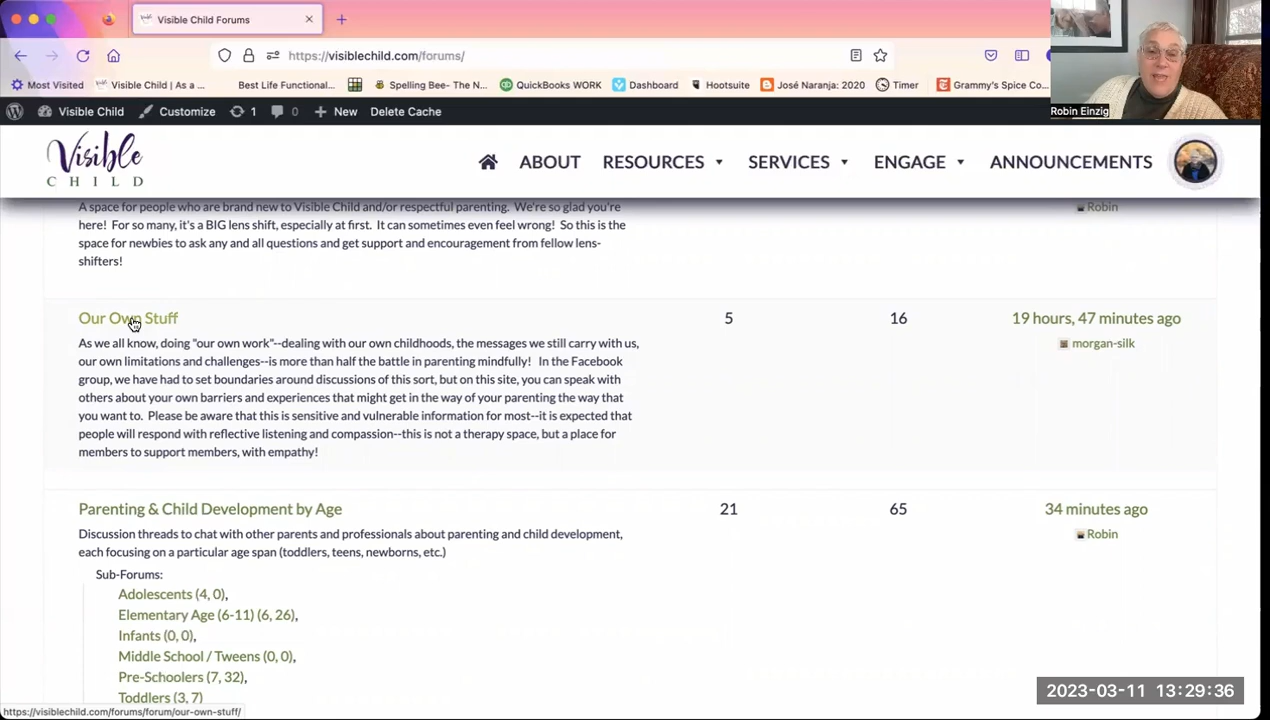 Visible Child Forums
https://visiblechild.com/forums/
Most Visited
Visible Child | As a ...
Best Life Functional...
Spelling Bee- The N...
QuickBooks WORK
Dashboard
Hootsuite
José Naranja: 2020
Timer
Grammy's Spice Co...
Robin Einzig
Visible Child
Customize
1
0
New
Delete Cache
Visible
CHILD
ABOUT
RESOURCES
SERVICES
ENGAGE
ANNOUNCEMENTS
A space for people who are brand new to Visible Child and/or respectful parenting. We're so glad you're
Robin
here! For so many, it's a BIG lens shift, especially at first. It can sometimes even feel wrong! So this is the
space for newbies to ask any and all questions and get support and encouragement from fellow lens-
shifters!
Our Own Stuff
5
16
19 hours, 47 minutes ago
morgan-silk
As we all know, doing "our own work"--dealing with our own childhoods, the messages we still carry with us,
our own limitations and challenges--is more than half the battle in parenting mindfully! In the Facebook
group, we have had to set boundaries around discussions of this sort, but on this site, you can speak with
others about your own barriers and experiences that might get in the way of your parenting the way that
you want to. Please be aware that this is sensitive and vulnerable information for most--it is expected that
people will respond with reflective listening and compassion--this is not a therapy space, but a place for
members to support members, with empathy!
Parenting & Child Development by Age
21
65
34 minutes ago
Robin
Discussion threads to chat with other parents and professionals about parenting and child development,
each focusing on a particular age span (toddlers, teens, newborns, etc.)
Sub-Forums:
Adolescents (4, 0),
Elementary Age (6-11) (6, 26),
Infants (0, 0),
Middle School / Tweens (0, 0),
Pre-Schoolers (7, 32),
Toddlers (3, 7)
https://visiblechild.com/forums/forum/our-own-stuff/
2023-03-11 13:29:36